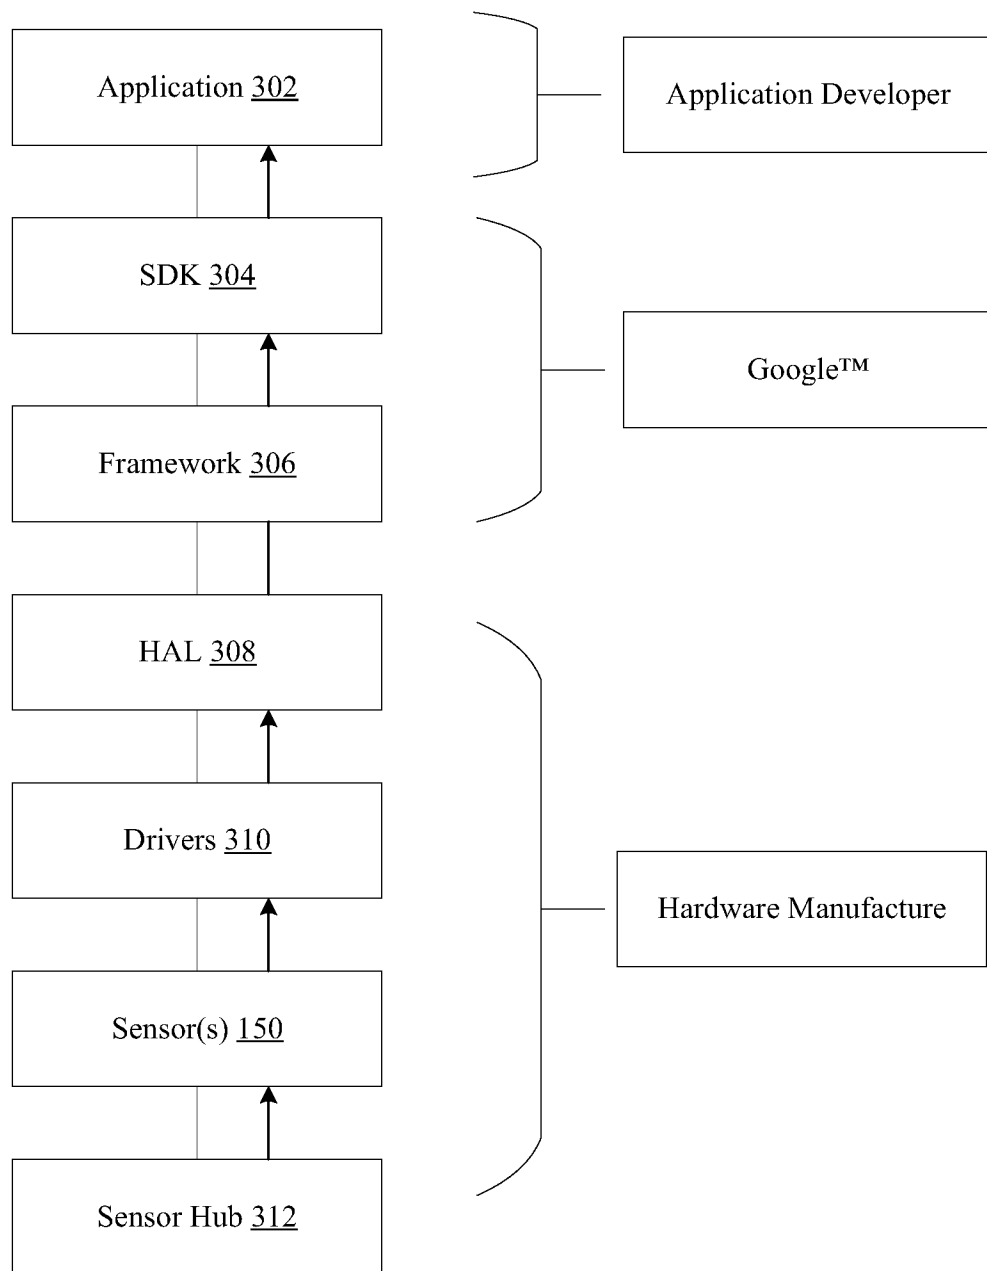 Application 302
Application Developer
SDK 304
Google™
Framework 306
HAL 308
Drivers 310
Hardware Manufacture
Sensor(s) 150
Sensor Hub 312